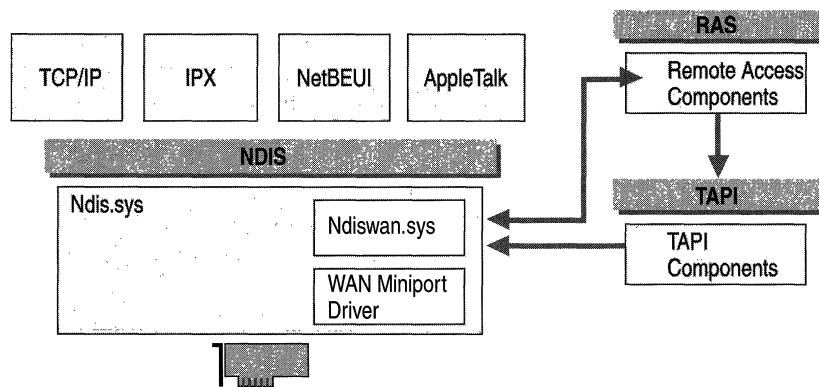 RAS
TCP/IP
IPX
NetBEUI
AppleTalk
Remote Access
Components
NDIS
TAPI
Ndis.sys
Ndiswan.sys
TAPI
Components
WAN Miniport
Driver